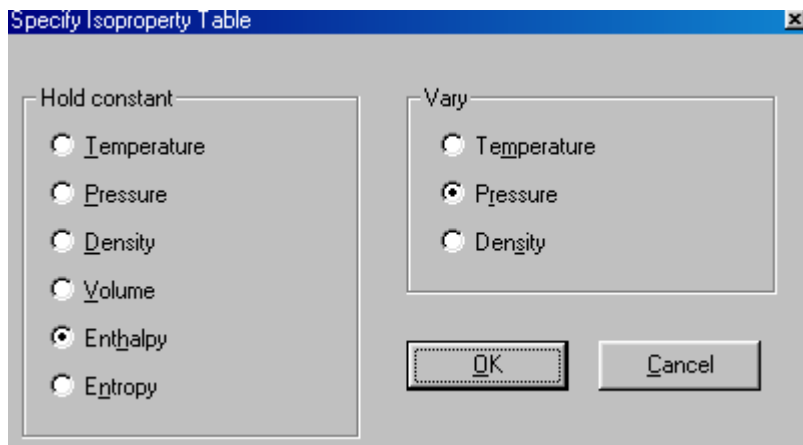 Specify Isoproperty Table
Hold constant
Temperature
Pressure
Density
Volume
Enthalpy
Entropy
Vary
Temperature
Pressure
Density
OK
Cancel